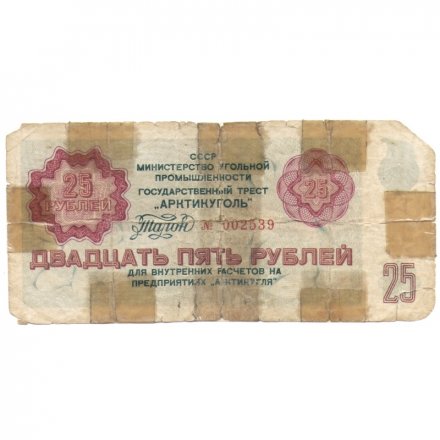 СССР
МИНИСТЕРСТВО УГОЛЬНОЙ
ПРОМЫШЛЕННОСТИ
ГОСУДАРСТВЕННЫЙ ТРЕСТ
„АРКТИКУГОЛЬ"
Талон № 002539
25
РУБЛЕЙ
25
ДВАДЦАТЬ ПЯТЬ РУБЛЕЙ
ДЛЯ ВНУТРЕННИХ РАСЧЕТОВ НА
ПРЕДПРИЯТИЯХ „АРКТИКУГЛЯ"
25